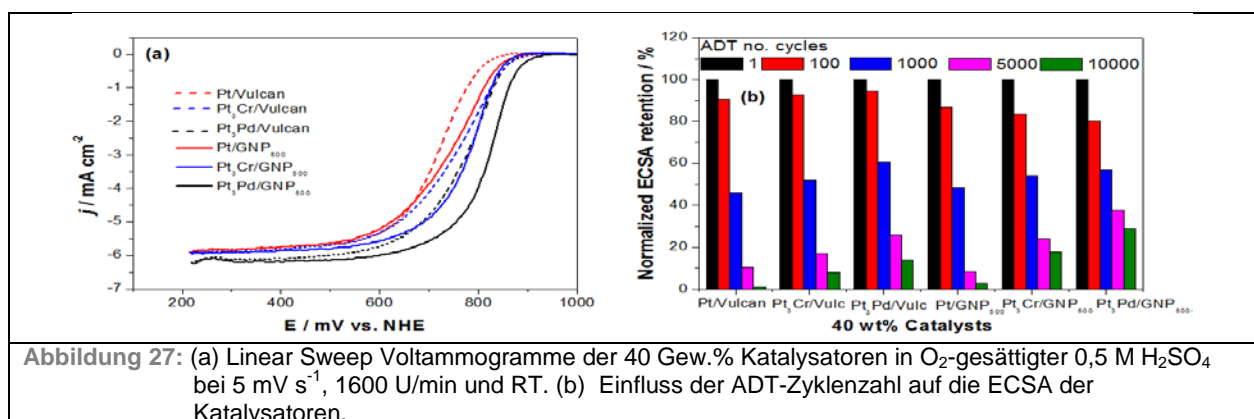 (a)
0
-1
-2
-3
-4
-5
-6
-7
j / mA cm⁻²
Pt/Vulcan
Pt₃Cr/Vulcan
Pt₃Pd/Vulcan
Pt/GNP₅₀₀
Pt₃Cr/GNP₅₀₀
Pt₃Pd/GNP₅₀₀
200 400 600 800 1000
E / mV vs. NHE
120
100
80
60
40
20
0
Normalized ECSA retention / %
ADT no. cycles
1 100 1000 5000 10000
(b)
Pt/Vulcan Pt₃Cr/Vulc Pt₃Pd/Vulc Pt/GNP₅₀₀ Pt₃Cr/GNP₅₀₀ Pt₃Pd/GNP₅₀₀.
40 wt% Catalysts
Abbildung 27: (a) Linear Sweep Voltammogramme der 40 Gew.% Katalysatoren in O₂-gesättigter 0,5 M H₂SO₄
bei 5 mV s⁻¹, 1600 U/min und RT. (b) Einfluss der ADT-Zyklenzahl auf die ECSA der
Katalysatoren.